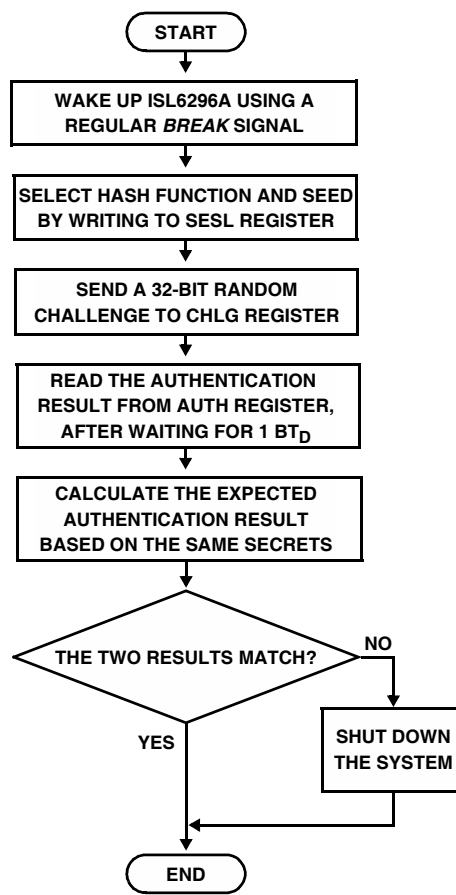 START
WAKE UP ISL6296A USING A
REGULAR BREAK SIGNAL
SELECT HASH FUNCTION AND SEED
BY WRITING TO SESL REGISTER
SEND A 32-BIT RANDOM
CHALLENGE TO CHLG REGISTER
READ THE AUTHENTICATION
RESULT FROM AUTH REGISTER,
AFTER WAITING FOR 1 BTD
CALCULATE THE EXPECTED
AUTHENTICATION RESULT
BASED ON THE SAME SECRETS
THE TWO RESULTS MATCH?
NO
YES
SHUT DOWN
THE SYSTEM
END